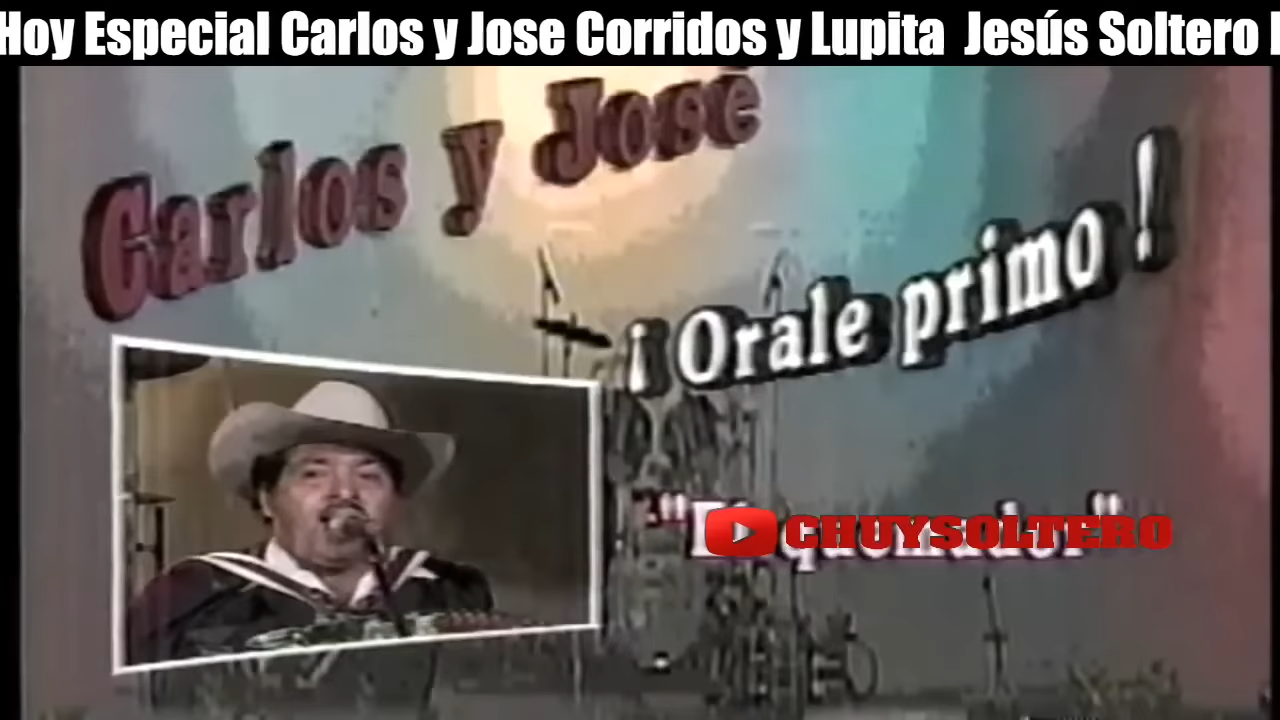 Hoy Especial Carlos y Jose Corridos y Lupita Jesús Soltero
Carlos y José
¡Orale primo!
CHUYSOLTERO